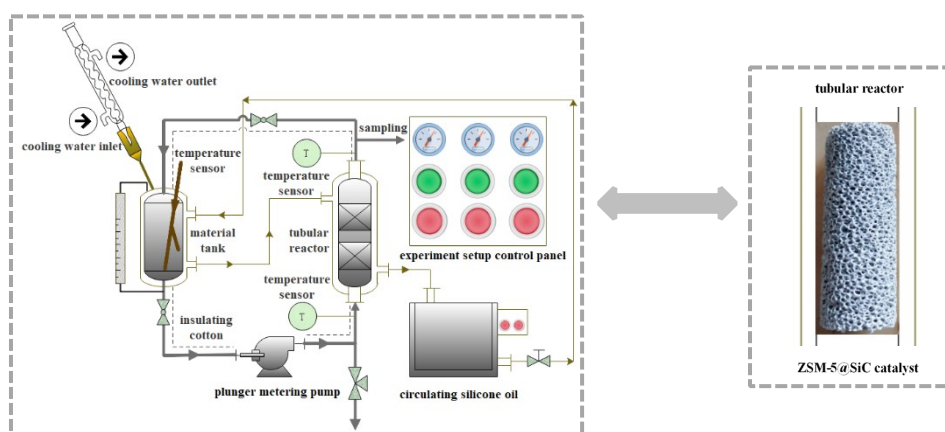 cooling water outlet
cooling water inlet
temperature
sensor
sampling
T
temperature
sensor
material
tank
tubular
reactor
experiment setup control panel
temperature
sensor
T
insulating
cotton
plunger metering pump
circulating silicone oil
tubular reactor
ZSM-5@SiC catalyst